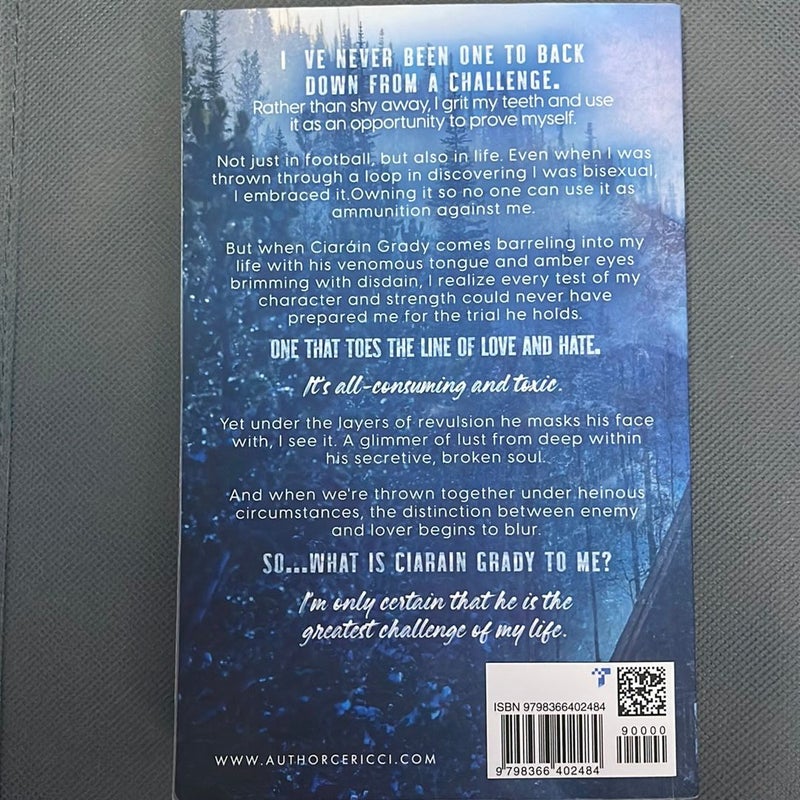 I VE NEVER BEEN ONE TO BACK
DOWN FROM A CHALLENGE.
Rather than shy away, I grit my teeth and use
it as an opportunity to prove myself.
Not just in football, but also in life. Even when I was
thrown through a loop in discovering I was bisexual,
I embraced it.Owning it so no one can use it as
ammunition against me.
But when Ciaráin Grady comes barreling into my
life with his venomous tongue and amber eyes
brimming with disdain, I realize every test of my
character and strength could never have
prepared me for the trial he holds.
ONE THAT TOES THE LINE OF LOVE AND HATE.
It's all-consuming and toxic.
Yet under the layers of revulsion he masks his face
with, I see it. A glimmer of lust from deep within
his secretive, broken soul.
And when we're thrown together under heinous
circumstances, the distinction between enemy
and lover begins to blur.
SO...WHAT IS CIARAIN GRADY TO ME?
I'm only certain that he is the
greatest challenge of my life.
ISBN 9798366402484
90000
9 798366 402484
WWW.AUTHORCERICCI.COM